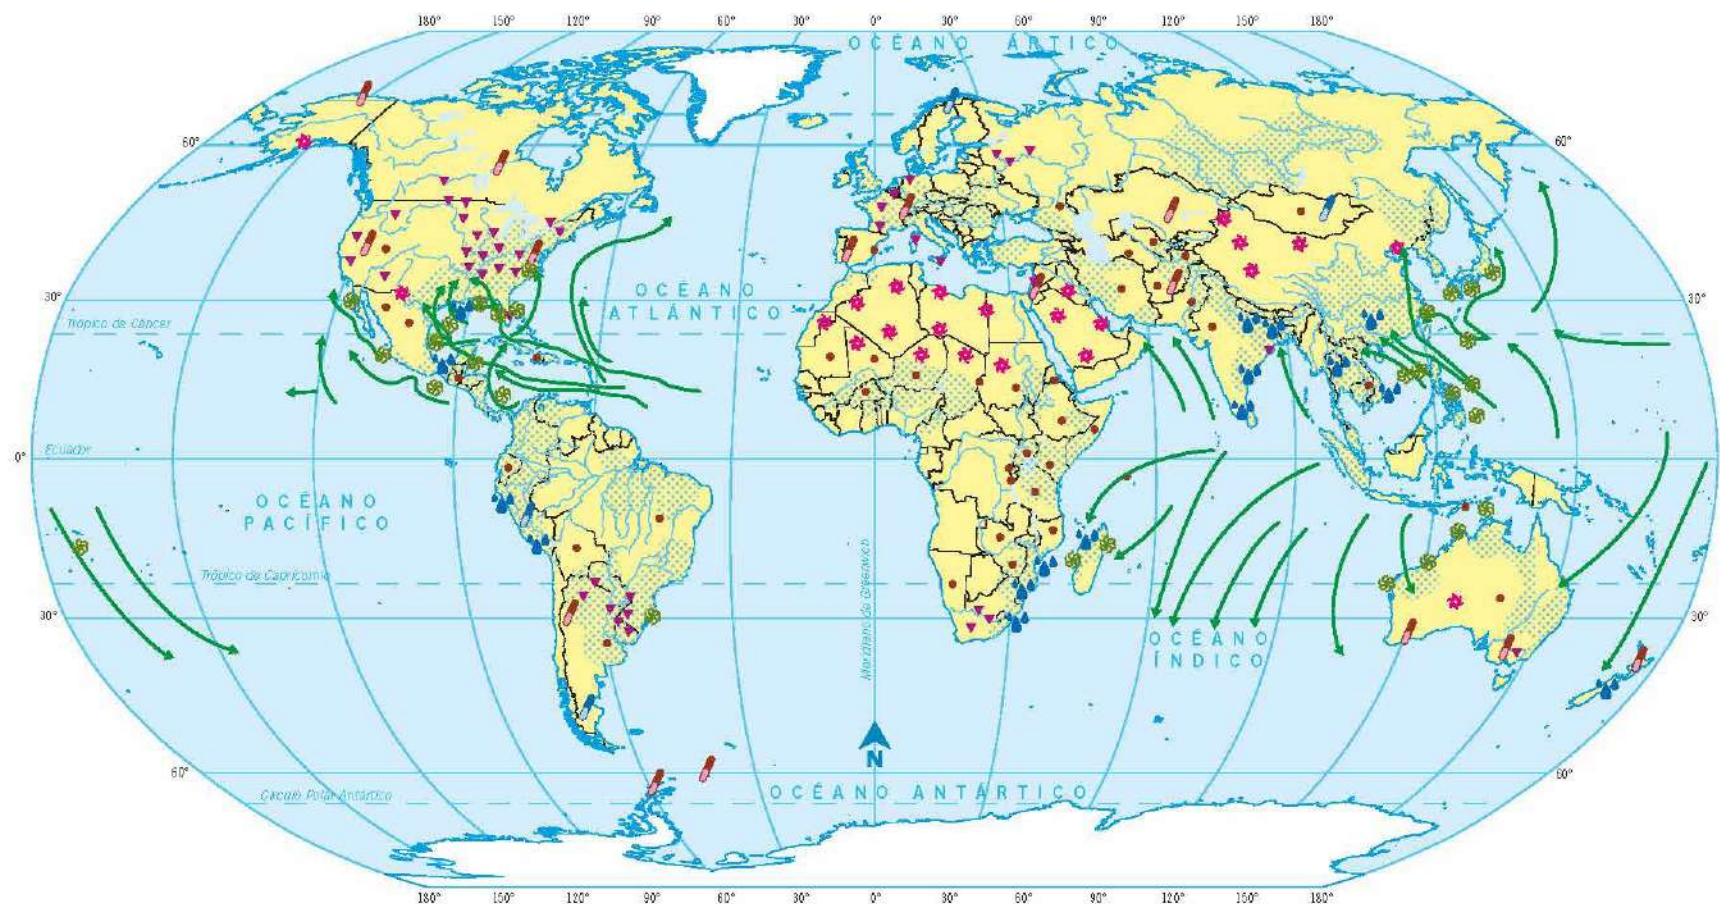 180° 150° 120° 90° 60° 30° 0° 30° 60° 90° 120° 150° 180°
OCÉANO ÁRTICO
60° 60°
30° OCÉANO 30°
ATLÁNTICO
Trópico de Cáncer
Ecuador
0° 0°
OCÉANO
PACÍFICO
Trópico de Capricornio
Meridiano de Greenwich
30° 30°
OCÉANO
ÍNDICO
N
60° 60°
Círculo Polar Antártico
OCÉANO ANTÁRTICO
180° 150° 120° 90° 60° 30° 0° 30° 60° 90° 120° 150° 180°